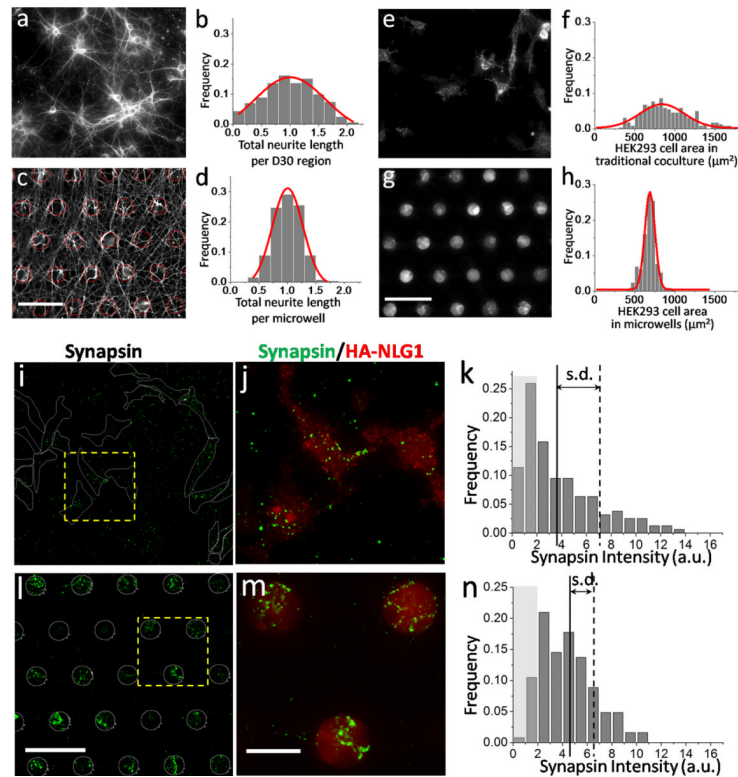 a
b
Frequency
0.3
0.2
0.1
0.0
0.0 0.5 1.0 1.5 2.0
Total neurite length
per D30 region
e
f
Frequency
0.3
0.2
0.1
0.0
0 500 1000 1500
HEK293 cell area in
traditional coculture (µm²)
c
d
Frequency
0.3
0.2
0.1
0.0
0.0 0.5 1.0 1.5 2.0
Total neurite length
per microwell
g
h
Frequency
0.3
0.2
0.1
0.0
0 500 1000 1500
HEK293 cell area
in microwells (µm²)
Synapsin
Synapsin/HA-NLG1
i
j
k
s.d.
Frequency
0.25
0.20
0.15
0.10
0.05
0.00
0 2 4 6 8 10 12 14 16
Synapsin Intensity (a.u.)
l
m
n
s.d.
Frequency
0.25
0.20
0.15
0.10
0.05
0.00
0 2 4 6 8 10 12 14 16
Synapsin Intensity (a.u.)